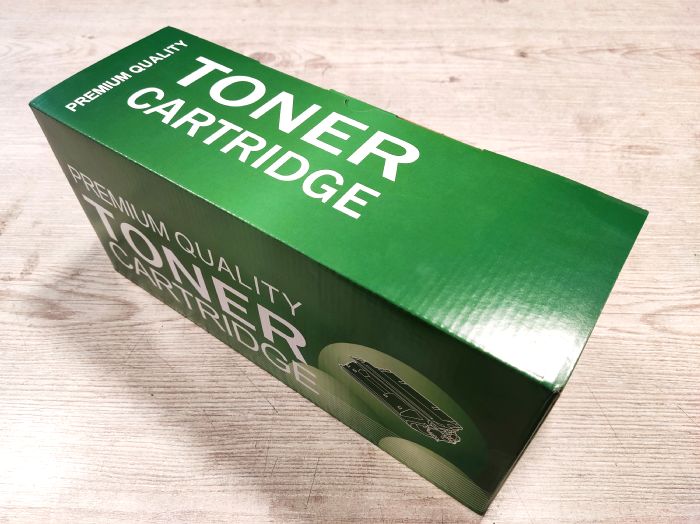 PREMIUM QUALITY
TONER
CARTRIDGE
PREMIUM QUALITY
TONER
CARTRIDGE